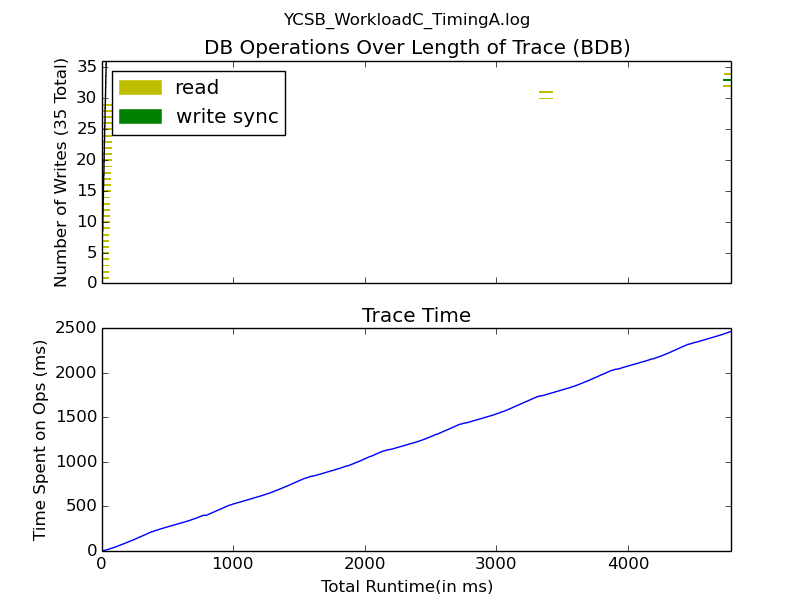 YCSB_WorkloadC_TimingA.log
DB Operations Over Length of Trace (BDB)
Number of Writes (35 Total)
35
30
25
20
15
10
5
0
read
write sync
Trace Time
Time Spent on Ops (ms)
2500
2000
1500
1000
500
0
0 1000 2000 3000 4000
Total Runtime(in ms)